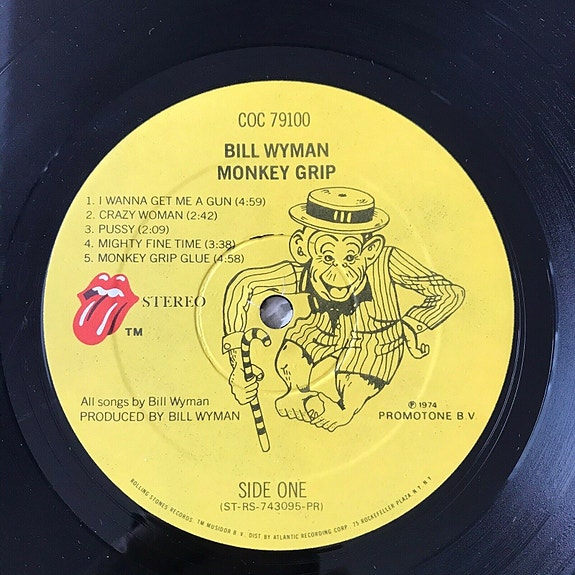 COC 79100
BILL WYMAN
MONKEY GRIP
1. I WANNA GET ME A GUN (4:59)
2. CRAZY WOMAN (2:42)
3. PUSSY (2:09)
4. MIGHTY FINE TIME (3:38)
5. MONKEY GRIP GLUE (4:58)
STEREO
TM
All songs by Bill Wyman
PRODUCED BY BILL WYMAN
℗ 1974
PROMOTONE B.V.
SIDE ONE
(ST-RS-743095-PR)
ROLLING STONES RECORDS. TM MUSIDOR B.V. DIST BY ATLANTIC RECORDING CORP. 75 ROCKEFELLER PLAZA, N.Y. N.Y.